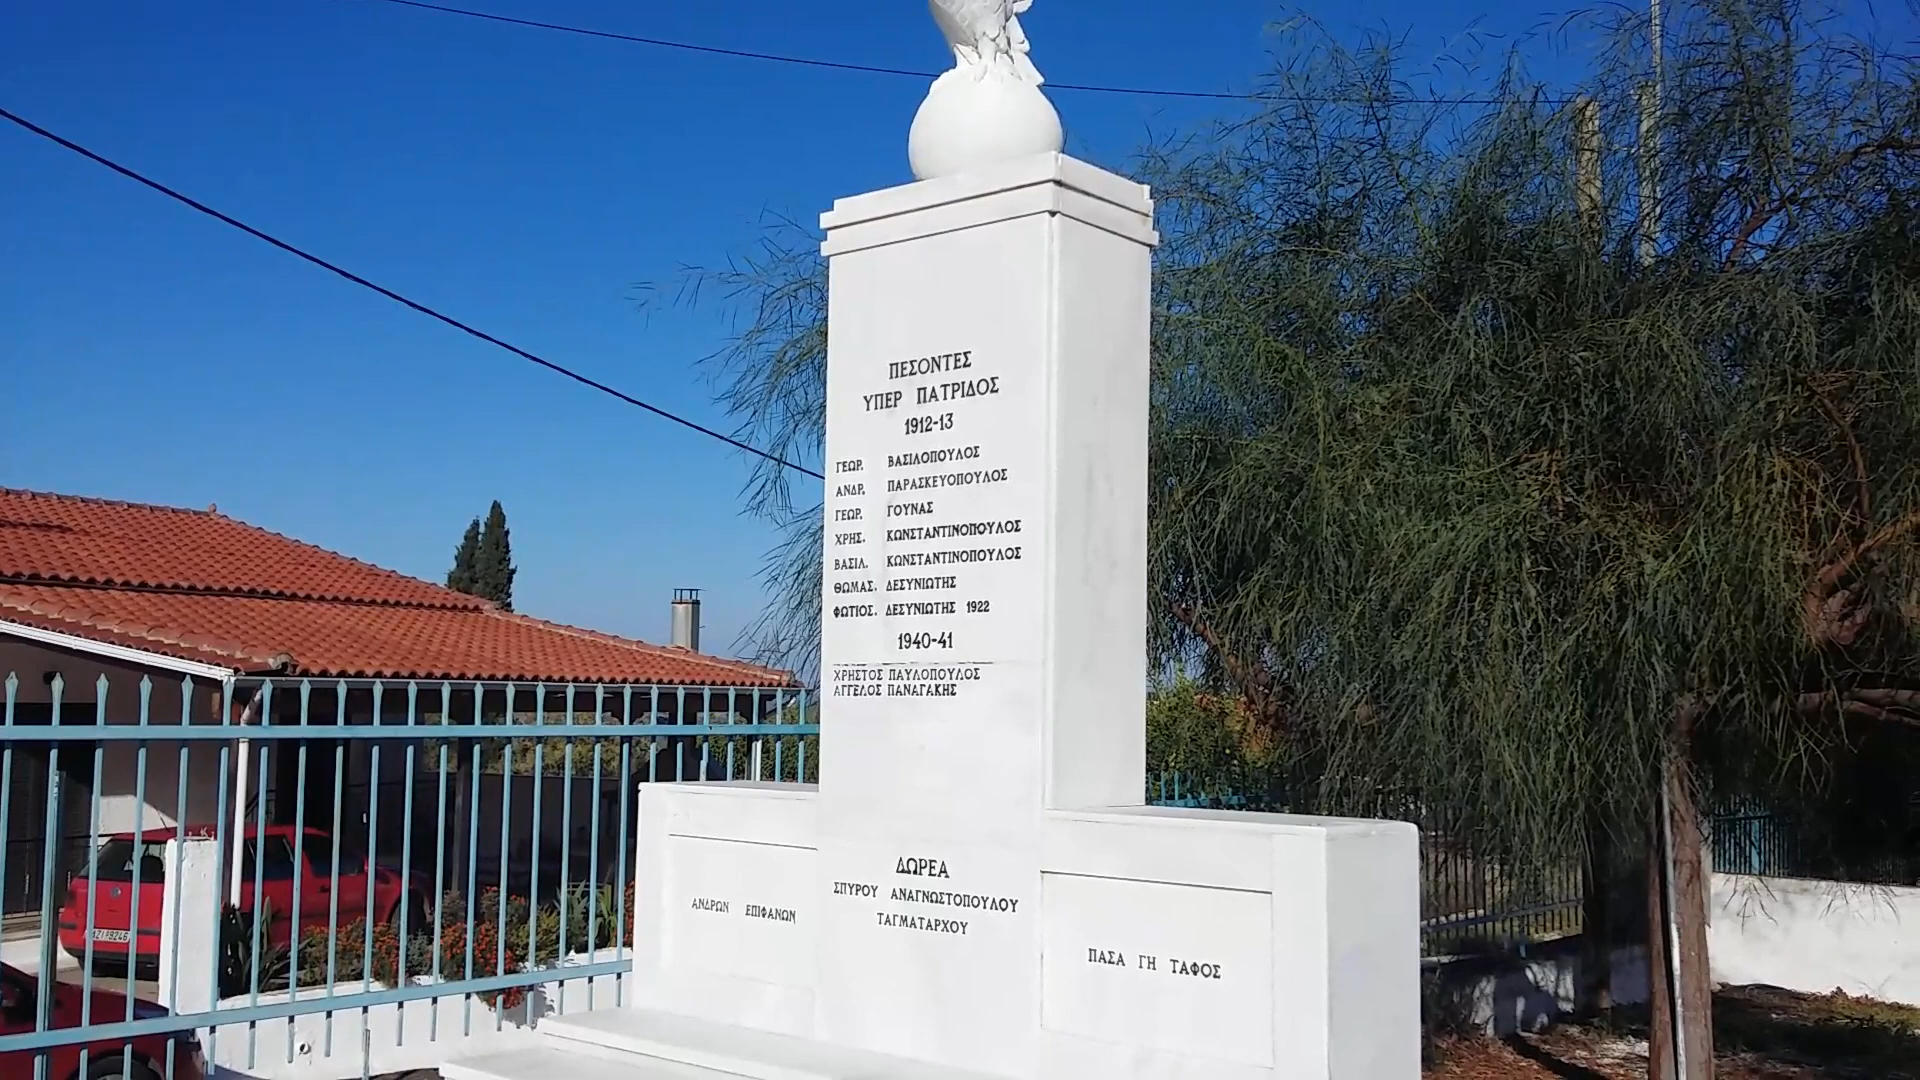 ΠΕΣΟΝΤΕΣ
ΥΠΕΡ ΠΑΤΡΙΔΟΣ
1912-13
ΓΕΩΡ. ΒΑΣΙΛΟΠΟΥΛΟΣ
ΑΝΔΡ. ΠΑΡΑΣΚΕΥΟΠΟΥΛΟΣ
ΓΕΩΡ. ΓΟΥΝΑΣ
ΧΡΗΣ. ΚΩΝΣΤΑΝΤΙΝΟΠΟΥΛΟΣ
ΒΑΣΙΛ. ΚΩΝΣΤΑΝΤΙΝΟΠΟΥΛΟΣ
ΘΩΜΑΣ. ΔΕΣΥΝΙΩΤΗΣ
ΦΩΤΙΟΣ. ΔΕΣΥΝΙΩΤΗΣ 1922
1940-41
ΧΡΗΣΤΟΣ ΠΑΥΛΟΠΟΥΛΟΣ
ΑΓΓΕΛΟΣ ΠΑΝΑΓΑΚΗΣ
ΔΩΡΕΑ
ΣΠΥΡΟΥ ΑΝΑΓΝΩΣΤΟΠΟΥΛΟΥ
ΤΑΓΜΑΤΑΡΧΟΥ
ΑΝΔΡΩΝ ΕΠΙΦΑΝΩΝ
ΠΑΣΑ ΓΗ ΤΑΦΟΣ